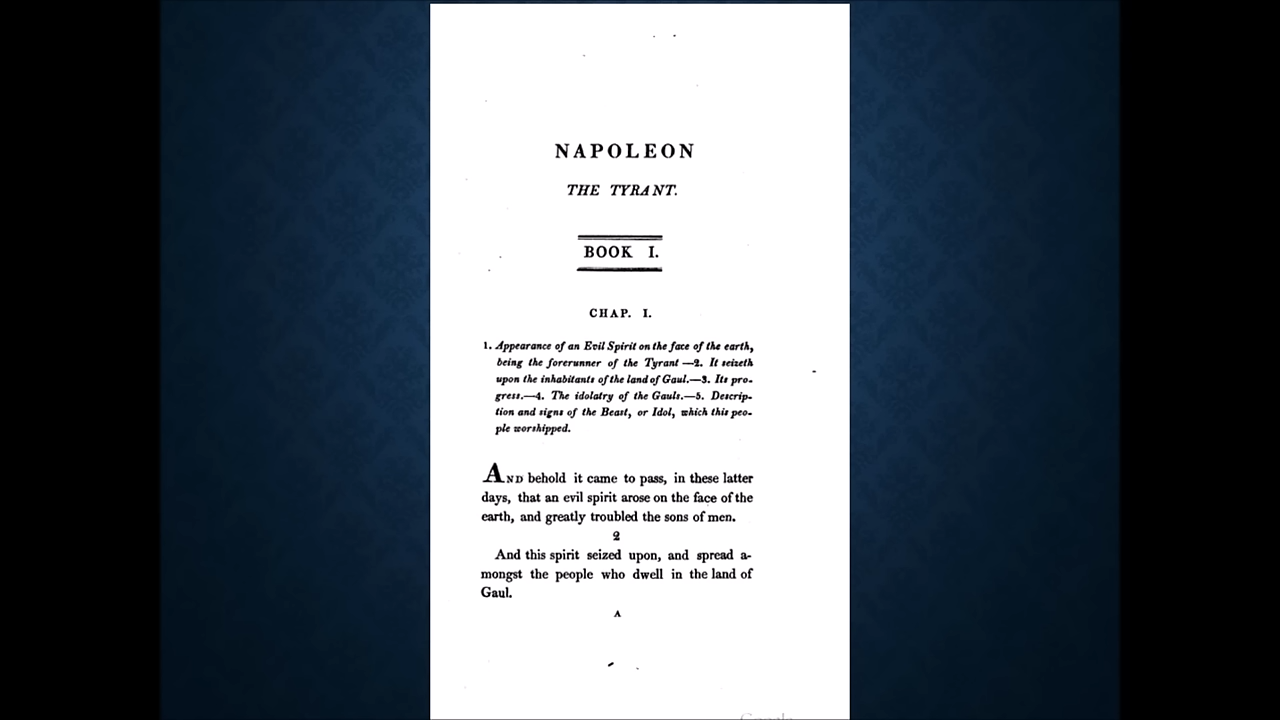 NAPOLEON
THE TYRANT.
BOOK I.
CHAP. I.
1. Appearance of an Evil Spirit on the face of the earth,
being the forerunner of the Tyrant —2. It seizeth
upon the inhabitants of the land of Gaul.—3. Its pro-
gress.—4. The idolatry of the Gauls.—5. Descrip-
tion and signs of the Beast, or Idol, which this peo-
ple worshipped.
AND behold it came to pass, in these latter
days, that an evil spirit arose on the face of the
earth, and greatly troubled the sons of men.
2
And this spirit seized upon, and spread a-
mongst the people who dwell in the land of
Gaul.
A